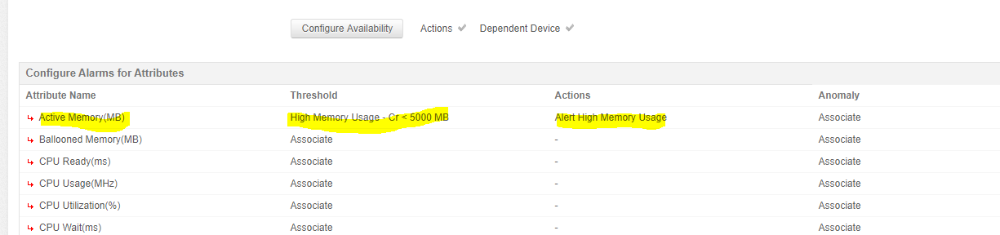 Configure Availability Actions Dependent Device
Configure Alarms for Attributes
Attribute Name Threshold Actions Anomaly
Active Memory(MB) High Memory Usage - Cr < 5000 MB Alert High Memory Usage Associate
Ballooned Memory(MB) Associate - Associate
CPU Ready(ms) Associate - Associate
CPU Usage(MHz) Associate - Associate
CPU Utilization(%) Associate - Associate
CPU Wait(ms) Associate - Associate